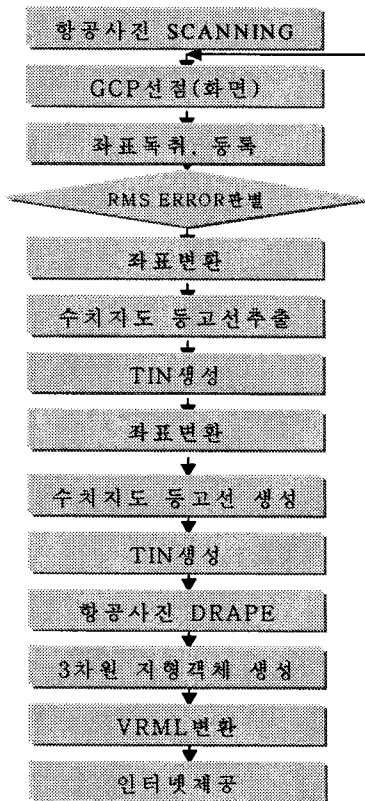 항공사진 SCANNING
GCP선점(화면)
좌표독취, 등록
RMS ERROR판별
좌표변환
수치지도 등고선추출
TIN생성
좌표변환
수치지도 등고선 생성
TIN생성
항공사진 DRAPE
3차원 지형객체 생성
VRML변환
인터넷제공